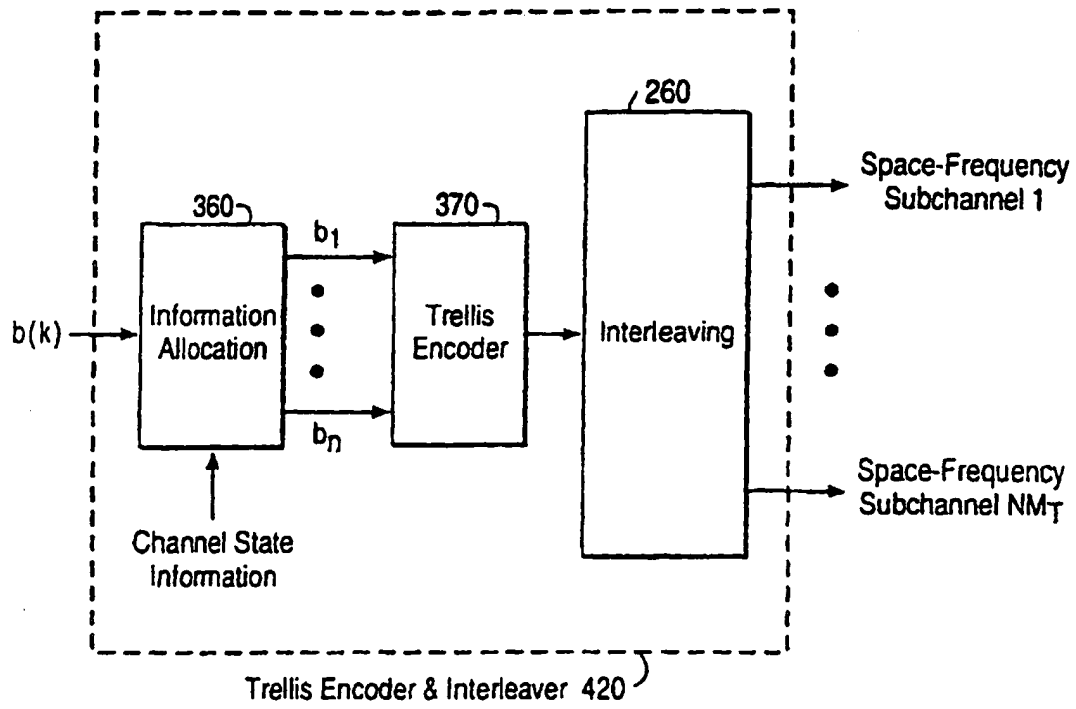 260
Space-Frequency
Subchannel 1
360
370
b1
b(k)
Information
Allocation
Trellis
Encoder
Interleaving
bn
Space-Frequency
Subchannel NMT
Channel State
Information
Trellis Encoder & Interleaver 420